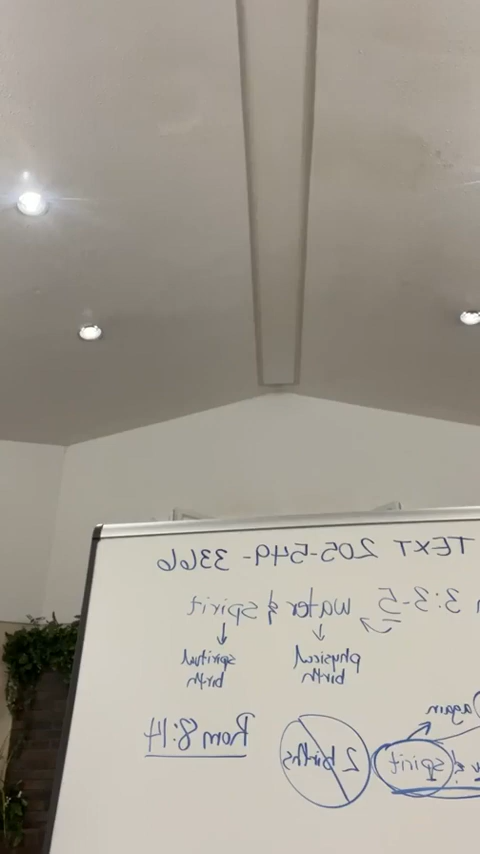 TEXT 205-549-3366
3:3-5 water & spirit
physical birth
spiritual birth
again
& spirit
2 births
Rom 8:14